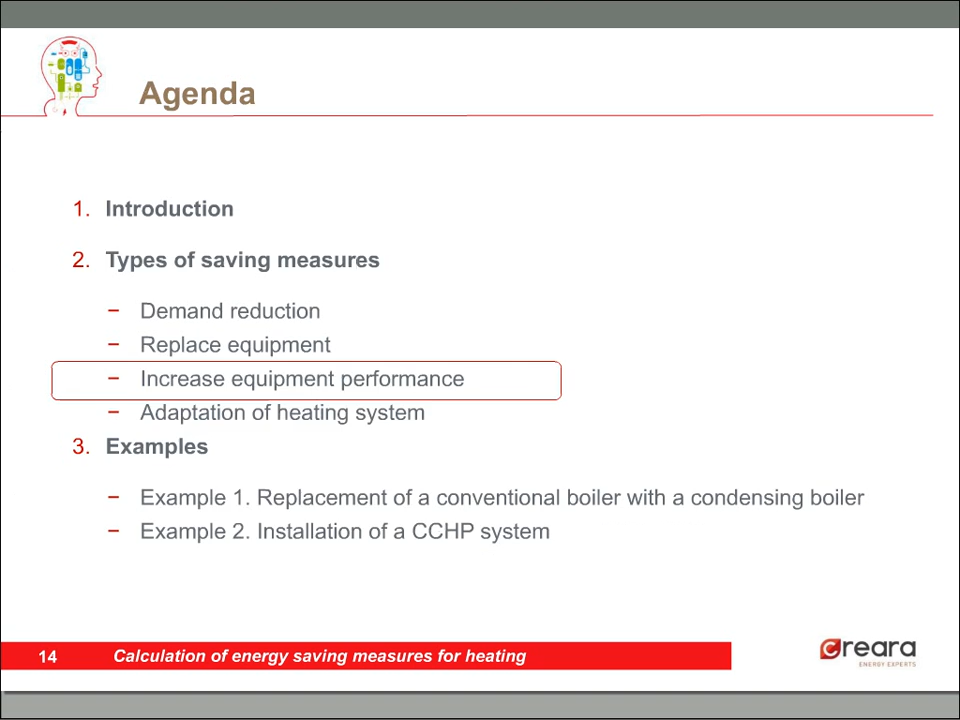 Agenda
1. Introduction
2. Types of saving measures
− Demand reduction
− Replace equipment
− Increase equipment performance
− Adaptation of heating system
3. Examples
− Example 1. Replacement of a conventional boiler with a condensing boiler
− Example 2. Installation of a CCHP system
14 Calculation of energy saving measures for heating
creara
ENERGY EXPERTS